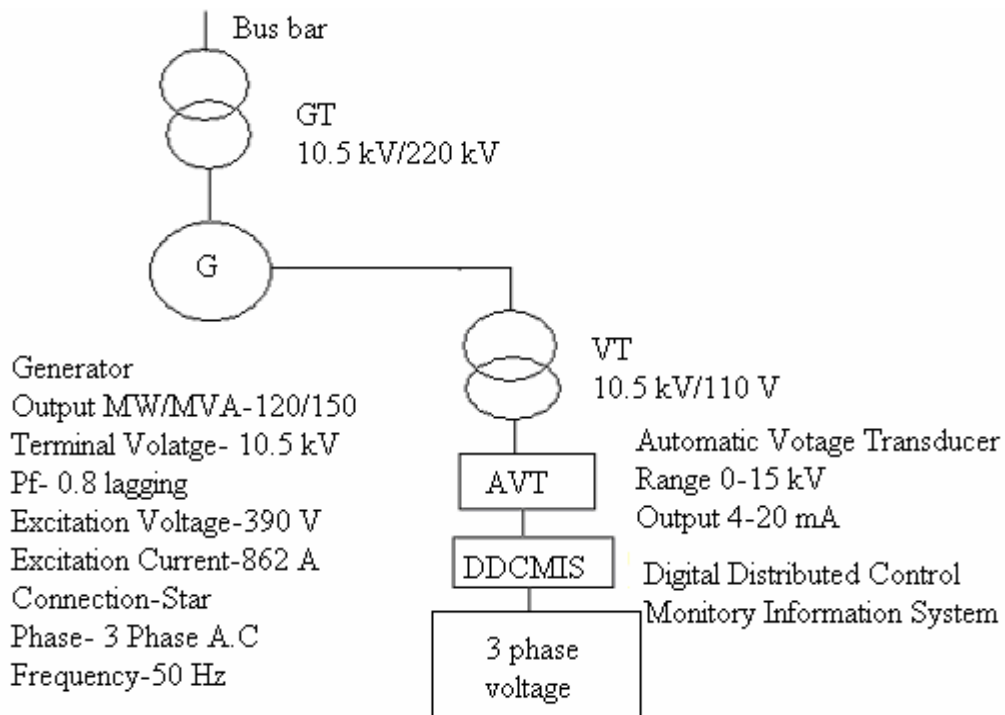 Bus bar
GT
10.5 kV/220 kV
G
VT
10.5 kV/110 V
Generator
Output MW/MVA-120/150
Terminal Volatge- 10.5 kV
Pf- 0.8 lagging
Excitation Voltage-390 V
Excitation Current-862 A
Connection-Star
Phase- 3 Phase A.C
Frequency-50 Hz
AVT
Automatic Votage Transducer
Range 0-15 kV
Output 4-20 mA
DDCMIS
Digital Distributed Control
Monitory Information System
3 phase
voltage